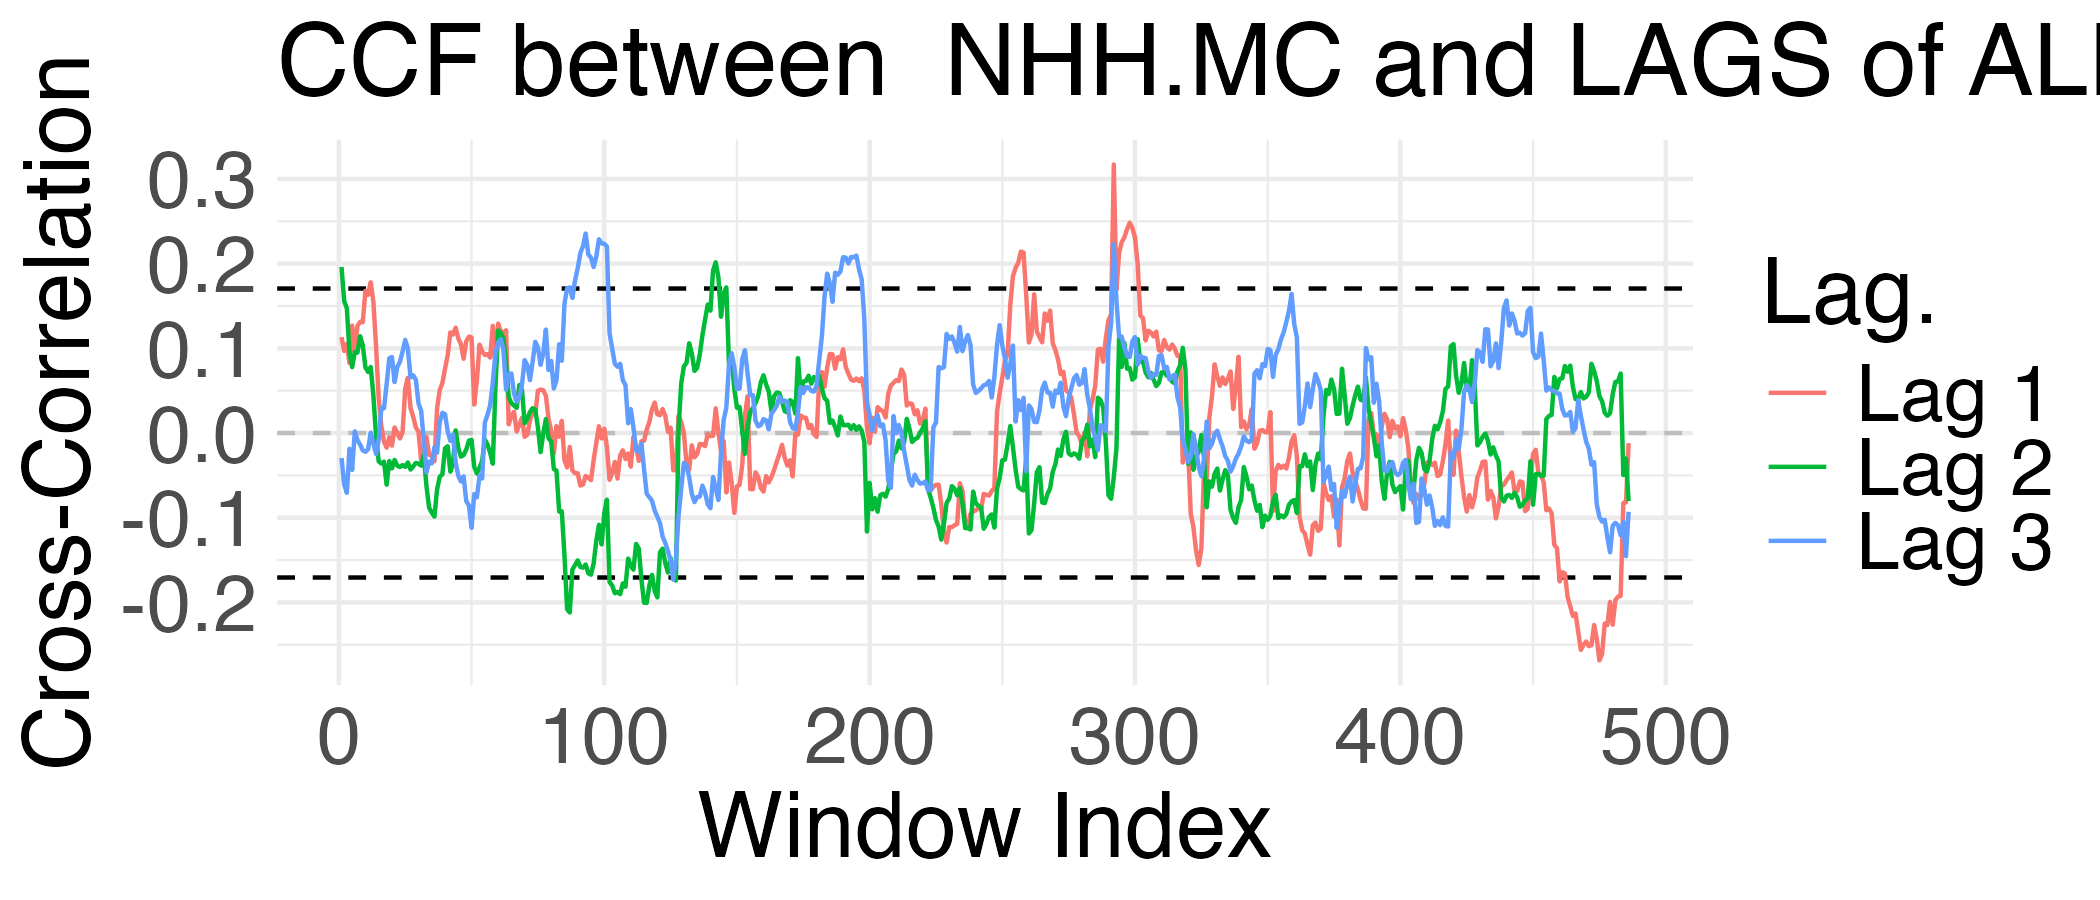 CCF between NHH.MC and LAGS of
Cross-Correlation
0.3
0.2
0.1
0.0
-0.1
-0.2
0
100
200
300
400
500
Window Index
Lag.
Lag 1
Lag 2
Lag 3